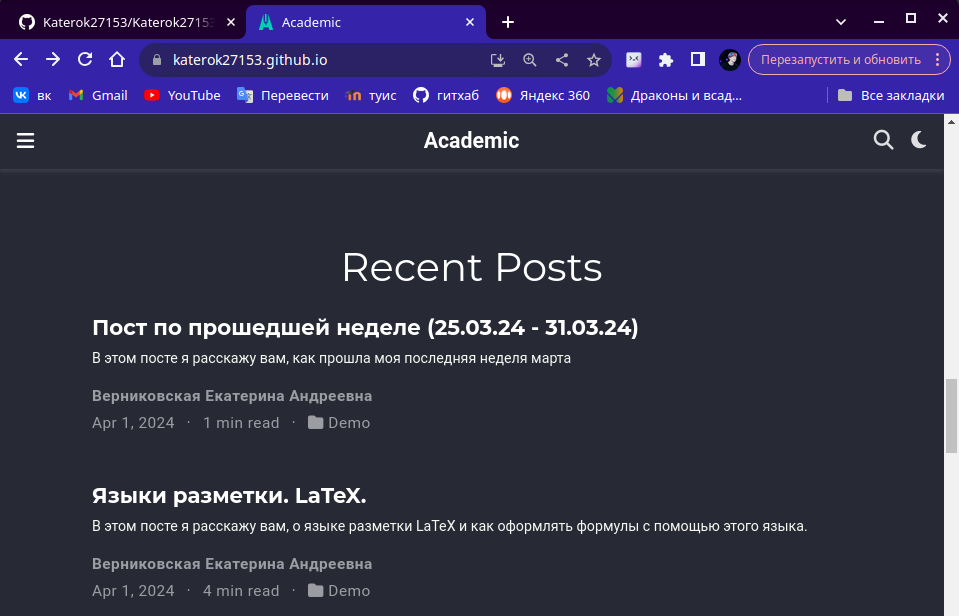 Katerok27153/Katerok27153
Academic
katerok27153.github.io
Перезапустить и обновить
вк
Gmail
YouTube
Перевести
туис
гитхаб
Яндекс 360
Драконы и всад...
Все закладки
Academic
Recent Posts
Пост по прошедшей неделе (25.03.24 - 31.03.24)
В этом посте я расскажу вам, как прошла моя последняя неделя марта
Верниковская Екатерина Андреевна
Apr 1, 2024 · 1 min read · Demo
Языки разметки. LaTeX.
В этом посте я расскажу вам, о языке разметки LaTeX и как оформлять формулы с помощью этого языка.
Верниковская Екатерина Андреевна
Apr 1, 2024 · 4 min read · Demo